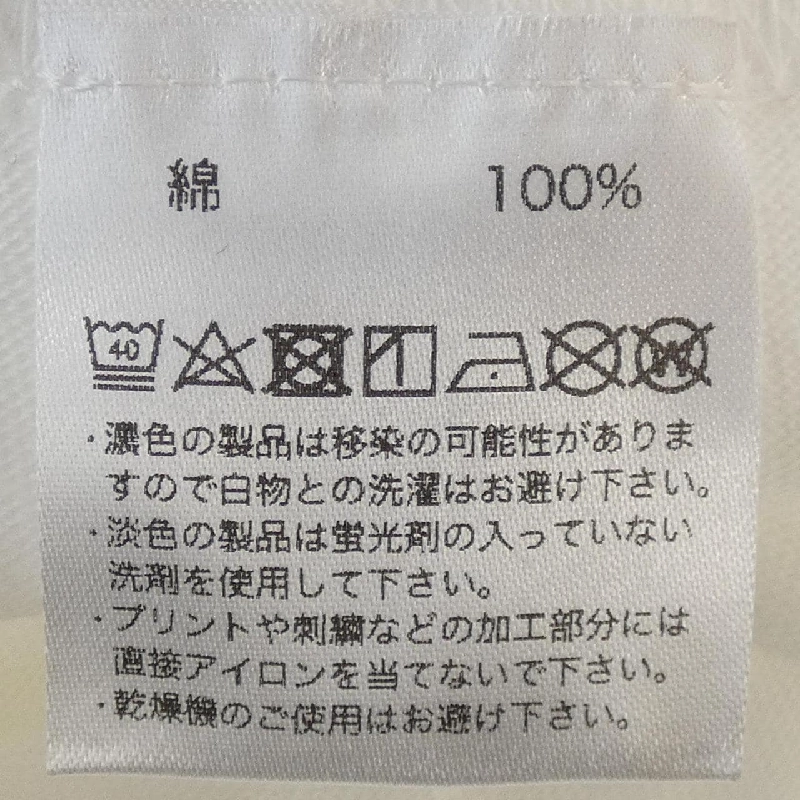 綿 100%
40 W
・濃色の製品は移染の可能性がありま
すので白物との洗濯はお避け下さい。
・淡色の製品は蛍光剤の入っていない
洗剤を使用して下さい。
・プリントや刺繍などの加工部分には
直接アイロンを当てないで下さい。
・乾燥機のご使用はお避け下さい。